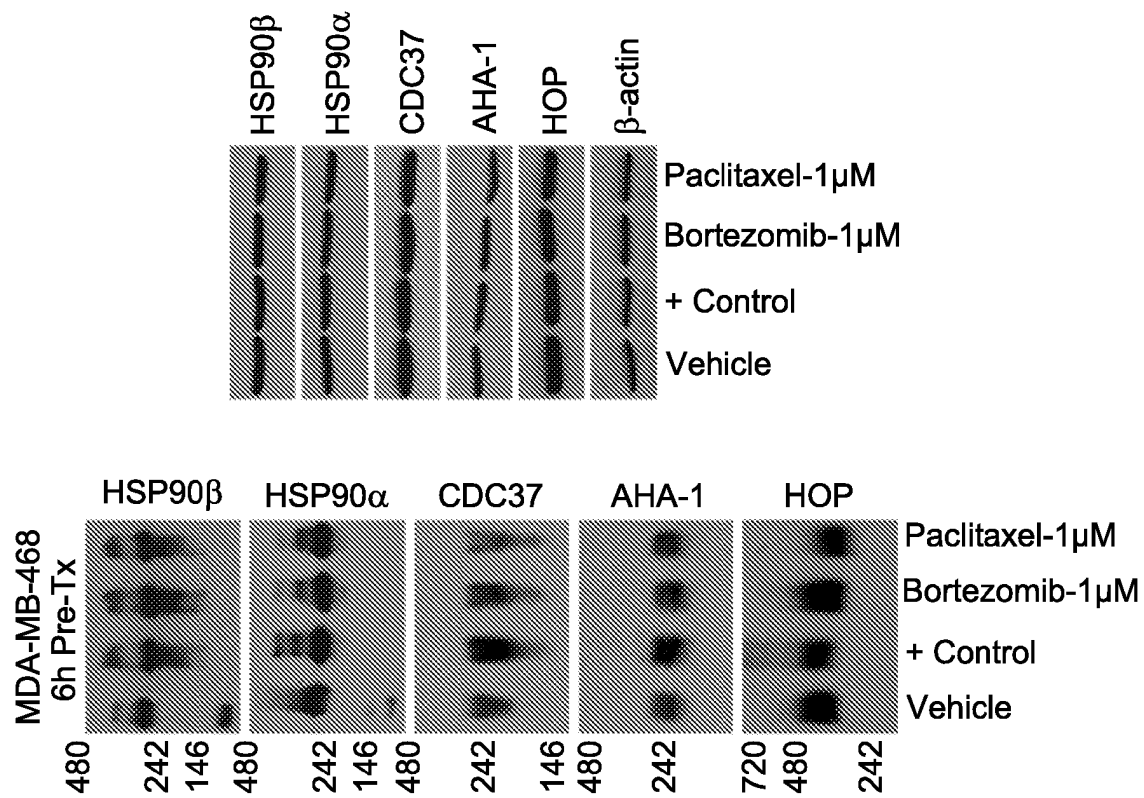 HSP90β HSP90α CDC37 AHA-1 HOP β-actin
Paclitaxel-1µM
Bortezomib-1µM
+ Control
Vehicle
HSP90β HSP90α CDC37 AHA-1 HOP
MDA-MB-468
6h Pre-Tx
Paclitaxel-1µM
Bortezomib-1µM
+ Control
Vehicle
480 242 146 480 242 146 480 242 146 480 242 720 480 242